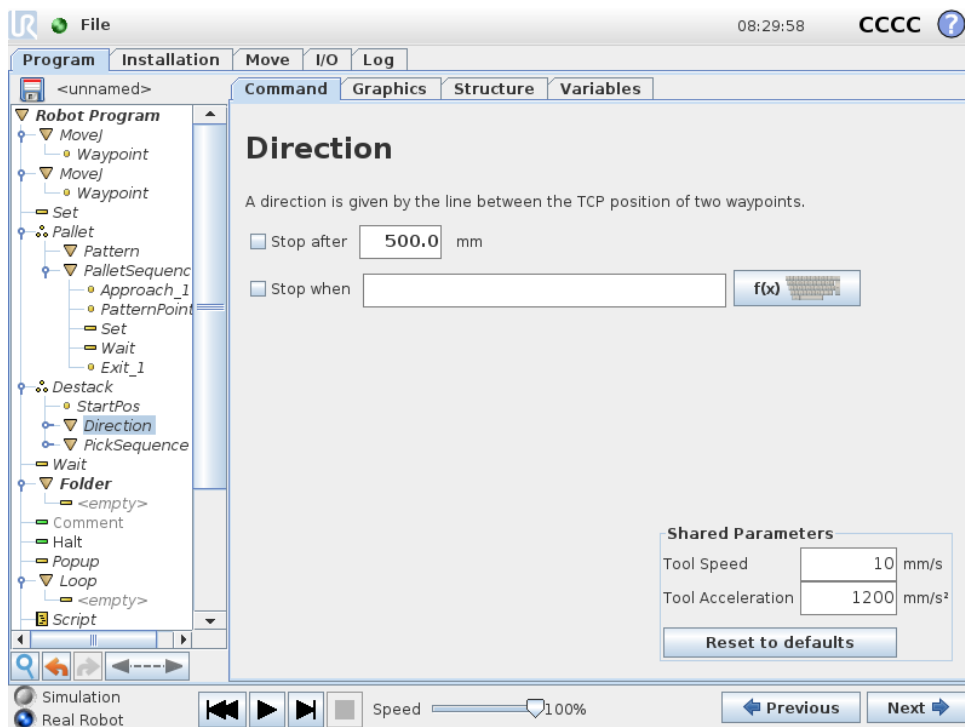 UR File 08:29:58 CCCC ?
Program Installation Move I/O Log
<unnamed> Command Graphics Structure Variables
Robot Program
MoveJ
Waypoint
MoveJ
Waypoint
Set
Pallet
Pattern
PalletSequenc
Approach_1
PatternPoint
Set
Wait
Exit_1
Destack
StartPos
Direction
PickSequence
Wait
Folder
<empty>
Comment
Halt
Popup
Loop
<empty>
Script
Direction
A direction is given by the line between the TCP position of two waypoints.
Stop after 500.0 mm
Stop when f(x)
Shared Parameters
Tool Speed 10 mm/s
Tool Acceleration 1200 mm/s²
Reset to defaults
Simulation
Real Robot
Speed 100%
Previous Next